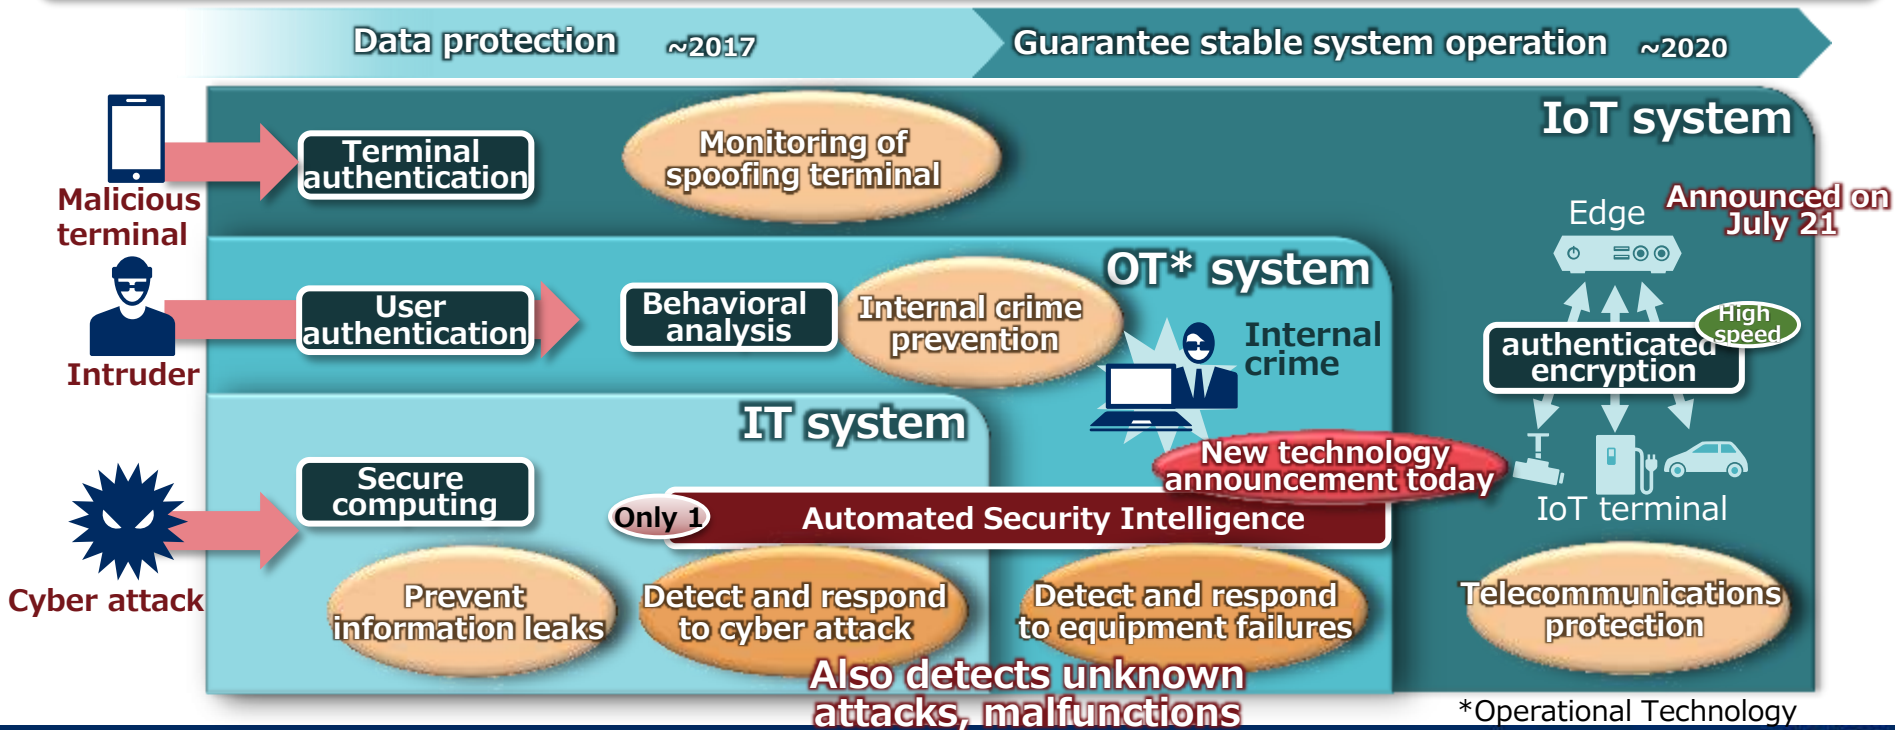 Data protection ~2017
Guarantee stable system operation ~2020
IoT system
Malicious
terminal
Terminal
authentication
Monitoring of
spoofing terminal
Announced on
July 21
Edge
OT* system
Intruder
User
authentication
Behavioral
analysis
Internal crime
prevention
Internal
crime
High
speed
authenticated
encryption
IT system
New technology
announcement today
Cyber attack
Secure
computing
Only 1
Automated Security Intelligence
IoT terminal
Prevent
information leaks
Detect and respond
to cyber attack
Detect and respond
to equipment failures
Telecommunications
protection
Also detects unknown
attacks, malfunctions
*Operational Technology